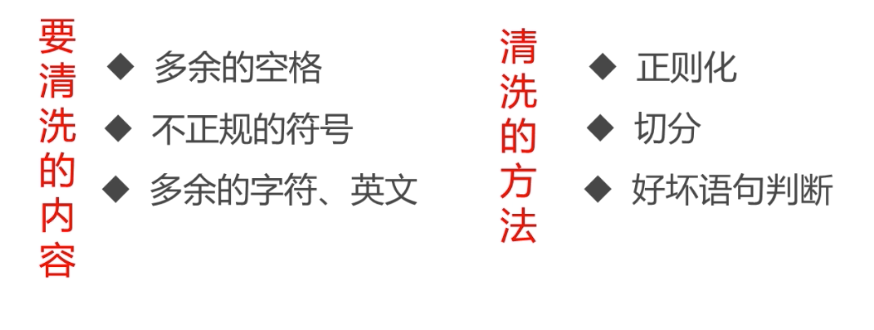 要清洗的内容
多余的空格
不正规的符号
多余的字符、英文
清洗的方法
正则化
切分
好坏语句判断